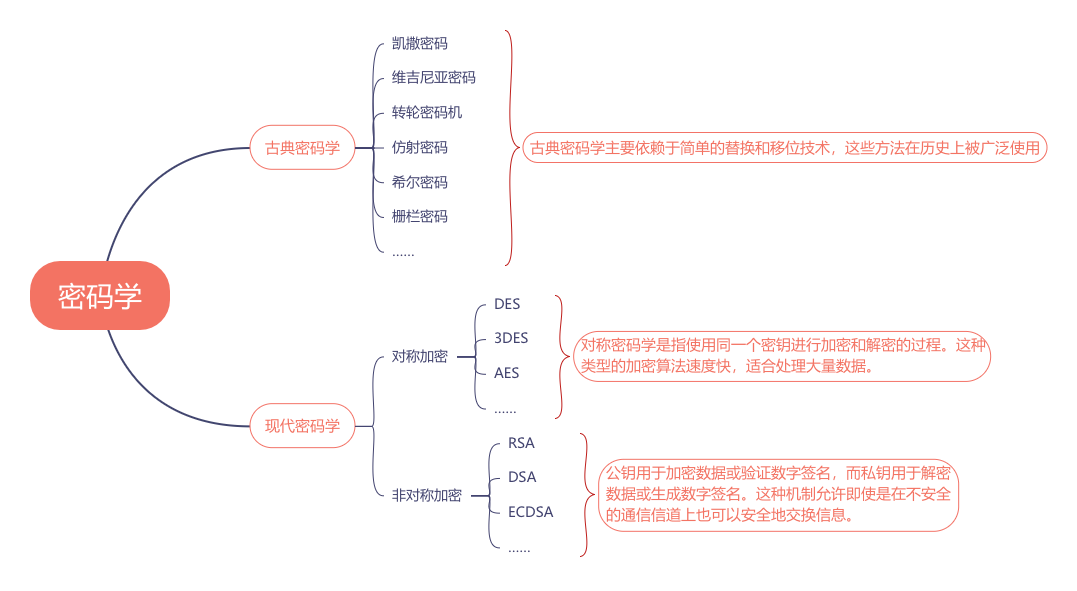 密码学
古典密码学
凯撒密码
维吉尼亚密码
转轮密码机
仿射密码
希尔密码
栅栏密码
......
古典密码学主要依赖于简单的替换和移位技术，这些方法在历史上被广泛使用
现代密码学
对称加密
DES
3DES
AES
......
对称密码学是指使用同一个密钥进行加密和解密的过程。这种
类型的加密算法速度快，适合处理大量数据。
非对称加密
RSA
DSA
ECDSA
......
公钥用于加密数据或验证数字签名，而私钥用于解密
数据或生成数字签名。这种机制允许即使是在不安全
的通信信道上也可以安全地交换信息。